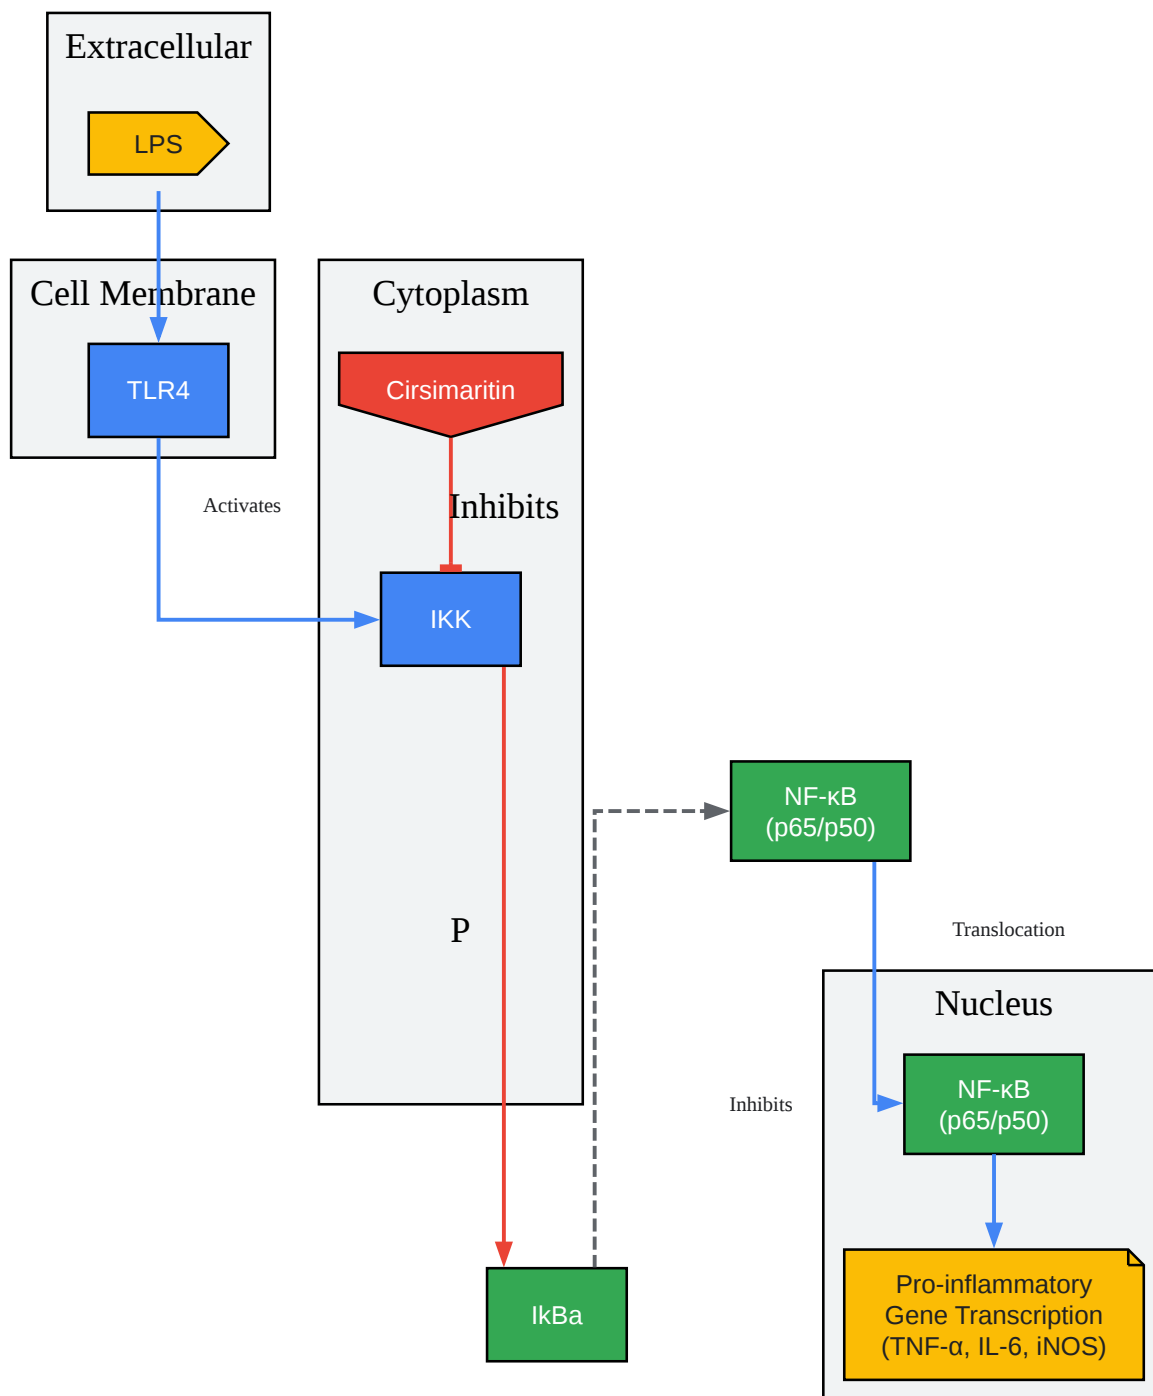 Extracellular
LPS
Cell Membrane
TLR4
Activates
Cytoplasm
Cirsimaritin
Inhibits
IKK
P
IkBa
NF-κB
(p65/p50)
Translocation
Inhibits
Nucleus
NF-κB
(p65/p50)
Pro-inflammatory
Gene Transcription
(TNF-α, IL-6, iNOS)